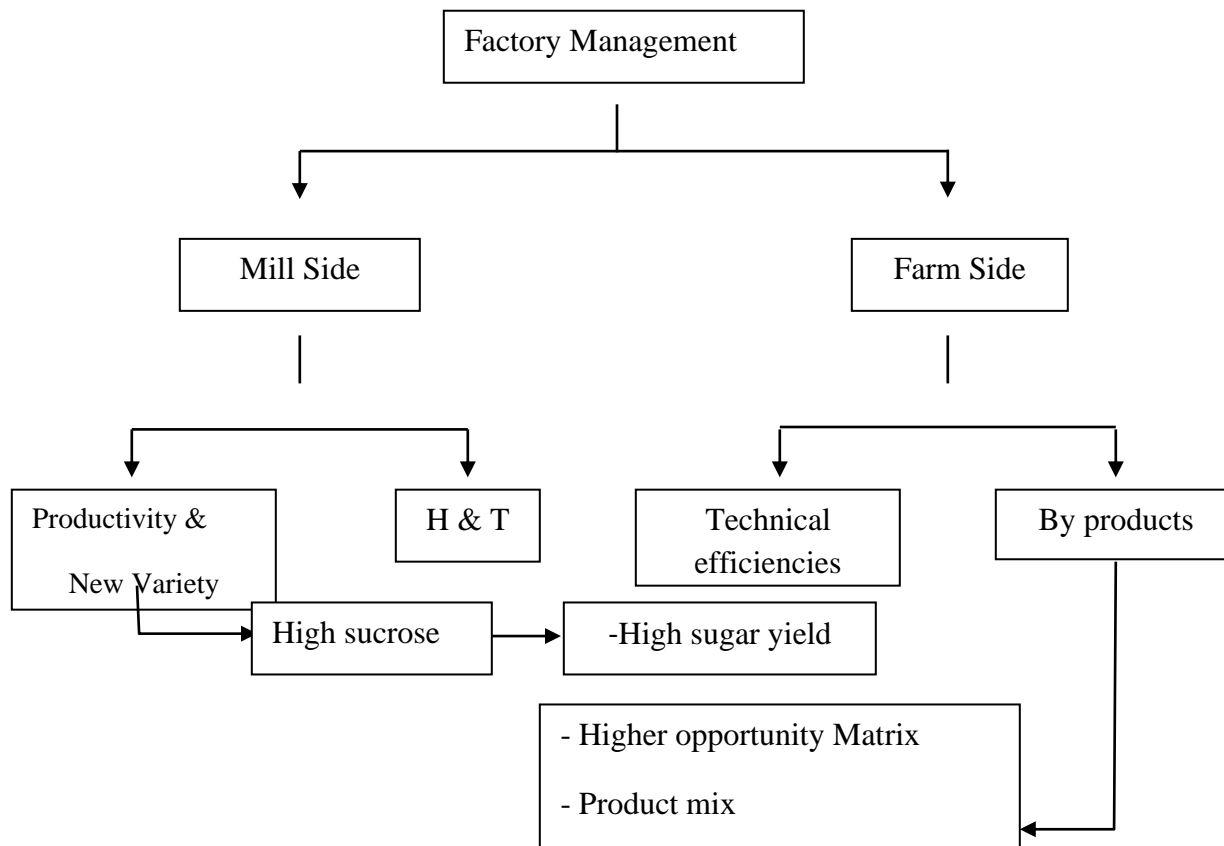 Factory Management
Mill Side
Farm Side
Productivity &
New Variety
H & T
Technical
efficiencies
By products
High sucrose
-High sugar yield
- Higher opportunity Matrix
- Product mix